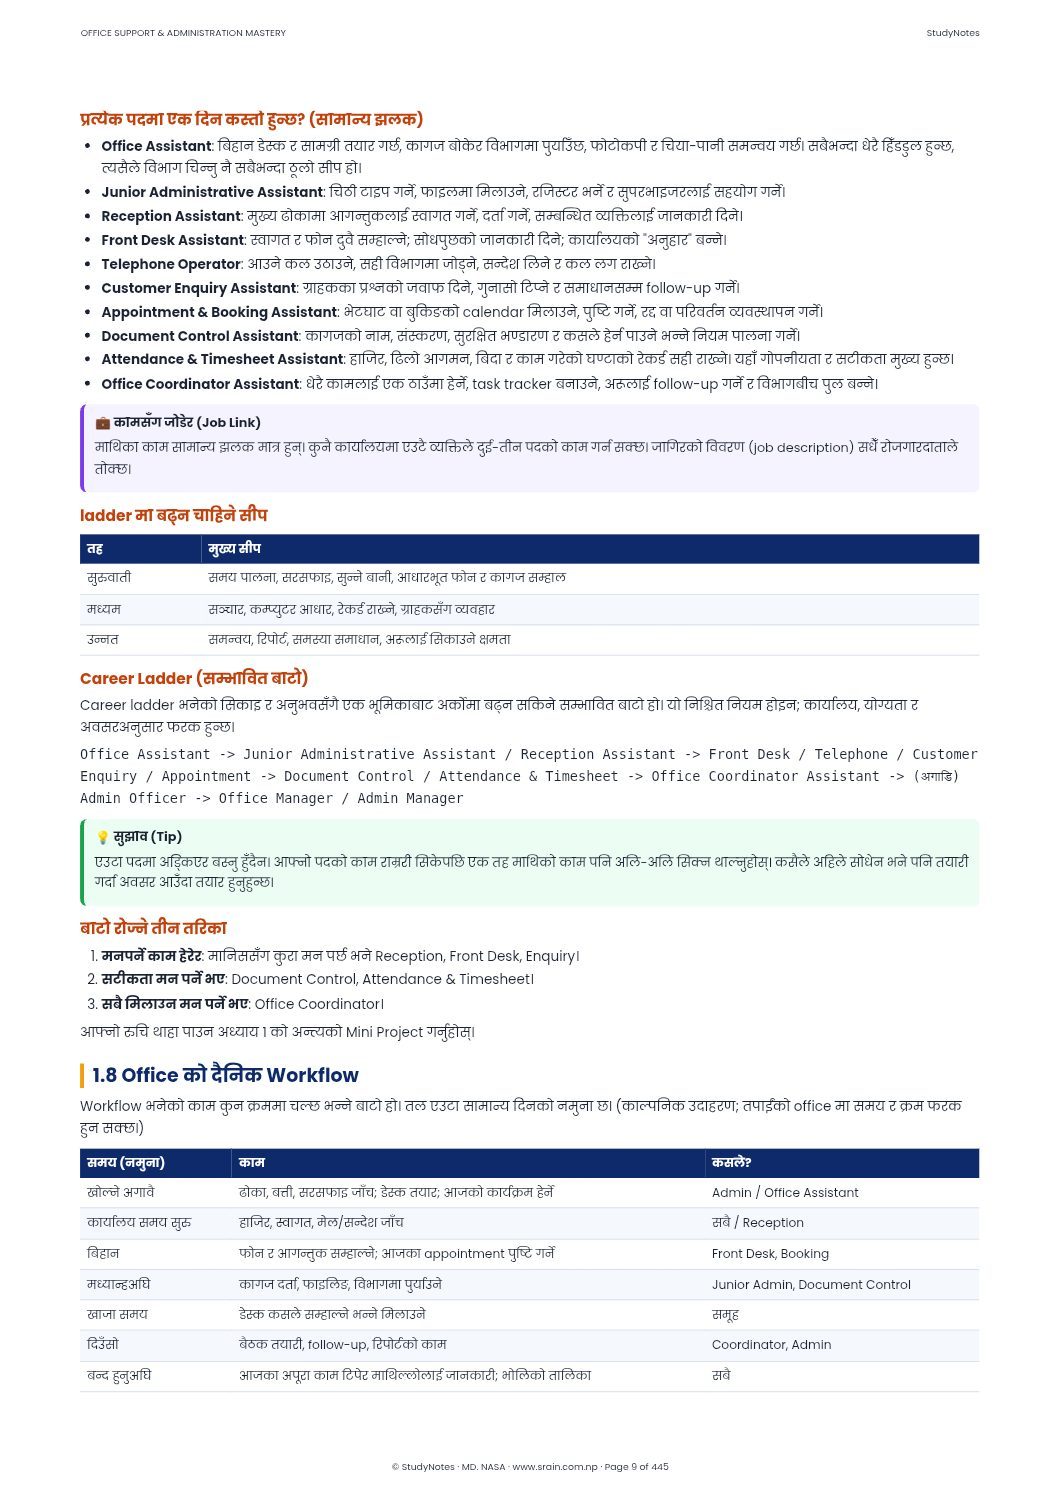 OFFICE SUPPORT & ADMINISTRATION MASTERY
StudyNotes
प्रत्येक पदमा एक दिन कस्तो हुन्छ? (सामान्य झलक)
• Office Assistant: बिहान डेस्क र सामग्री तयार गर्छ, कागज बोकेर विभागमा पुर्याउँछ, फोटोकपी र चिया-पानी समन्वय गर्छ। सबैभन्दा धेरै हिँडडुल हुन्छ,
त्यसैले विभाग चिन्नु नै सबैभन्दा ठूलो सीप हो।
• Junior Administrative Assistant: चिठी टाइप गर्ने, फाइलमा मिलाउने, रजिस्टर भर्ने र सुपरभाइजरलाई सहयोग गर्ने।
• Reception Assistant: मुख्य ढोकामा आगन्तुकलाई स्वागत गर्ने, दर्ता गर्ने, सम्बन्धित व्यक्तिलाई जानकारी दिने।
• Front Desk Assistant: स्वागत र फोन दुवै सम्हाल्ने; सोधपुछको जानकारी दिने; कार्यालयको "अनुहार" बन्ने।
• Telephone Operator: आउने कल उठाउने, सही विभागमा जोड्ने, सन्देश लिने र कल लग राख्ने।
• Customer Enquiry Assistant: ग्राहकका प्रश्नको जवाफ दिने, गुनासो टिप्ने र समाधानसम्म follow-up गर्ने।
• Appointment & Booking Assistant: भेटघाट वा बुकिङको calendar मिलाउने, पुष्टि गर्ने, रद्द वा परिवर्तन व्यवस्थापन गर्ने।
• Document Control Assistant: कागजको नाम, संस्करण, सुरक्षित भण्डारण र कसले हेर्न पाउने भन्ने नियम पालना गर्ने।
• Attendance & Timesheet Assistant: हाजिर, ढिलो आगमन, बिदा र काम गरेको घण्टाको रेकर्ड सही राख्ने। यहाँ गोपनीयता र सटीकता मुख्य हुन्छ।
• Office Coordinator Assistant: धेरै कामलाई एक ठाउँमा हेर्ने, task tracker बनाउने, अरूलाई follow-up गर्ने र विभागबीच पुल बन्ने।
💼 कामसँग जोडेर (Job Link)
माथिका काम सामान्य झलक मात्र हुन्। कुनै कार्यालयमा एउटै व्यक्तिले दुई-तीन पदको काम गर्न सक्छ। जागिरको विवरण (job description) सधैँ रोजगारदाताले
तोक्छ।
ladder मा बढ्न चाहिने सीप
तह मुख्य सीप
सुरुवाती समय पालना, सरसफाइ, सुन्ने बानी, आधारभूत फोन र कागज सम्हाल
मध्यम सञ्चार, कम्प्युटर आधार, रेकर्ड राख्ने, ग्राहकसँग व्यवहार
उन्नत समन्वय, रिपोर्ट, समस्या समाधान, अरूलाई सिकाउने क्षमता
Career Ladder (सम्भावित बाटो)
Career ladder भनेको सिकाइ र अनुभवसँगै एक भूमिकाबाट अर्कोमा बढ्न सकिने सम्भावित बाटो हो। यो निश्चित नियम होइन; कार्यालय, योग्यता र
अवसरअनुसार फरक हुन्छ।
Office Assistant -> Junior Administrative Assistant / Reception Assistant -> Front Desk / Telephone / Customer
Enquiry / Appointment -> Document Control / Attendance & Timesheet -> Office Coordinator Assistant -> (अगाडि)
Admin Officer -> Office Manager / Admin Manager
💡 सुझाव (Tip)
एउटा पदमा अड्किएर बस्नु हुँदैन। आफ्नो पदको काम राम्ररी सिकेपछि एक तह माथिको काम पनि अलि-अलि सिक्न थाल्नुहोस्। कसैले अहिले सोधेन भने पनि तयारी
गर्दा अवसर आउँदा तयार हुनुहुन्छ।
बाटो रोज्ने तीन तरिका
1. मनपर्ने काम हेरेर: मानिससँग कुरा मन पर्छ भने Reception, Front Desk, Enquiry।
2. सटीकता मन पर्ने भए: Document Control, Attendance & Timesheet।
3. सबै मिलाउन मन पर्ने भए: Office Coordinator।
आफ्नो रुचि थाहा पाउन अध्याय 1 को अन्त्यको Mini Project गर्नुहोस्।
1.8 Office को दैनिक Workflow
Workflow भनेको काम कुन क्रममा चल्छ भन्ने बाटो हो। तल एउटा सामान्य दिनको नमुना छ। (काल्पनिक उदाहरण; तपाईंको office मा समय र क्रम फरक
हुन सक्छ।)
समय (नमुना) काम कसले?
खोल्ने अगावै ढोका, बत्ती, सरसफाइ जाँच; डेस्क तयार; आजको कार्यक्रम हेर्ने Admin / Office Assistant
कार्यालय समय सुरु हाजिर, स्वागत, मेल/सन्देश जाँच सबै / Reception
बिहान फोन र आगन्तुक सम्हाल्ने; आजका appointment पुष्टि गर्ने Front Desk, Booking
मध्यान्हअघि कागज दर्ता, फाइलिङ, विभागमा पुर्याउने Junior Admin, Document Control
खाजा समय डेस्क कसले सम्हाल्ने भन्ने मिलाउने समूह
दिउँसो बैठक तयारी, follow-up, रिपोर्टको काम Coordinator, Admin
बन्द हुनुअघि आजका अपूरा काम टिपेर माथिल्लोलाई जानकारी; भोलिको तालिका सबै
© StudyNotes · MD. NASA · www.srain.com.np · Page 9 of 445